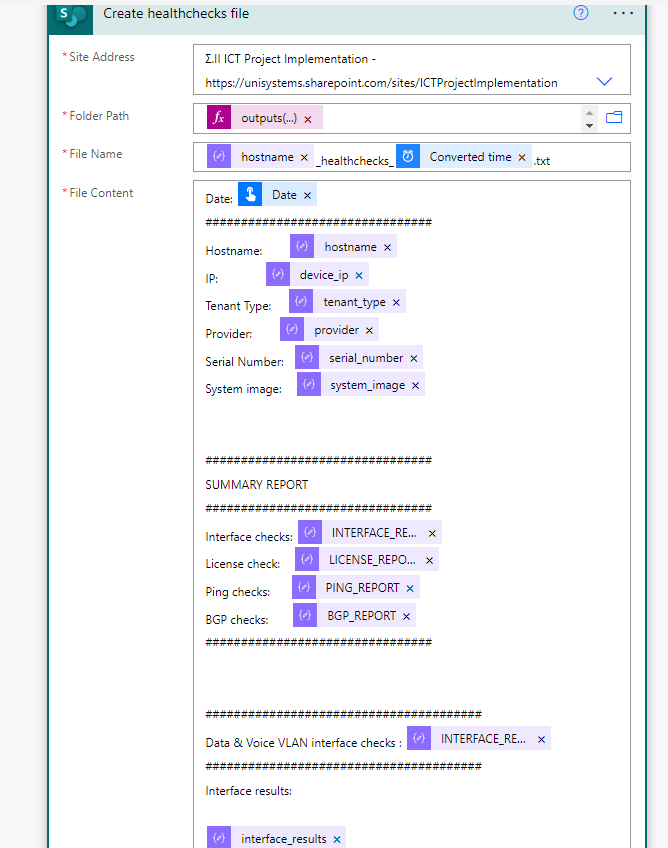 S Create healthchecks file ? ...
* Site Address
Σ.ΙΙ ICT Project Implementation -
https://unisystems.sharepoint.com/sites/ICTProjectImplementation
* Folder Path fx outputs(...) ×
* File Name hostname × _healthchecks_ Converted time × .txt
* File Content
Date: Date ×
################################
Hostname: hostname ×
IP: device_ip ×
Tenant Type: tenant_type ×
Provider: provider ×
Serial Number: serial_number ×
System image: system_image ×
################################
SUMMARY REPORT
################################
Interface checks: INTERFACE_RE... ×
License check: LICENSE_REPO... ×
Ping checks: PING_REPORT ×
BGP checks: BGP_REPORT ×
################################
#######################################
Data & Voice VLAN interface checks : INTERFACE_RE... ×
#######################################
Interface results:
interface_results ×